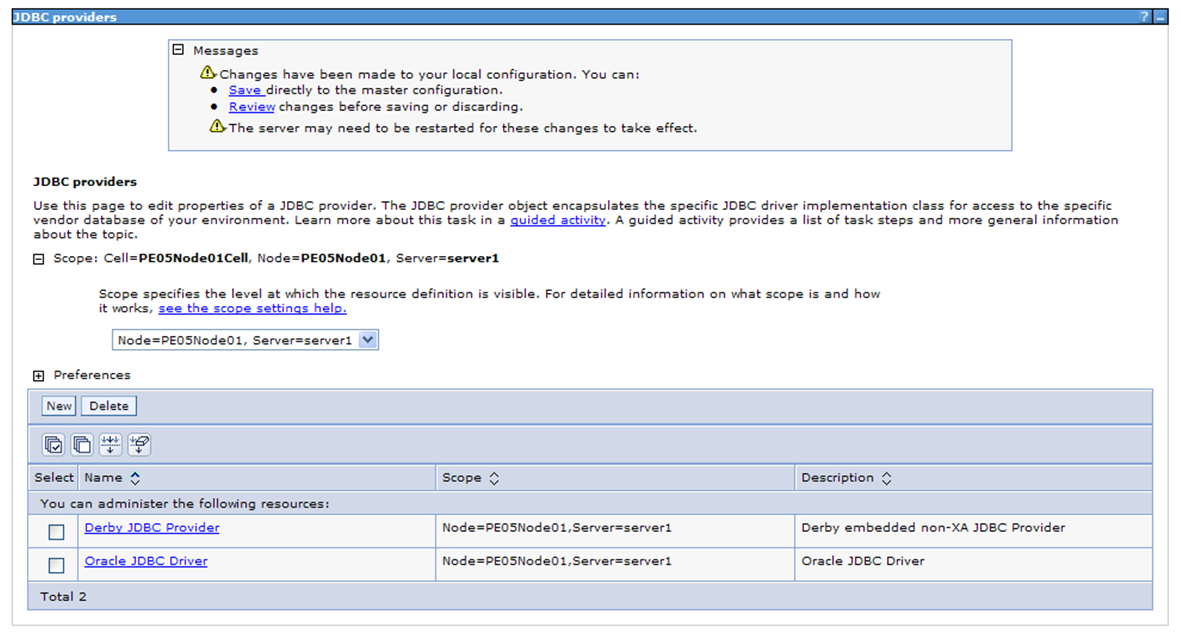 JDBC providers ? _
Messages
Changes have been made to your local configuration. You can:
• Save directly to the master configuration.
• Review changes before saving or discarding.
The server may need to be restarted for these changes to take effect.
JDBC providers
Use this page to edit properties of a JDBC provider. The JDBC provider object encapsulates the specific JDBC driver implementation class for access to the specific
vendor database of your environment. Learn more about this task in a guided activity. A guided activity provides a list of task steps and more general information
about the topic.
Scope: Cell=PE05Node01Cell, Node=PE05Node01, Server=server1
Scope specifies the level at which the resource definition is visible. For detailed information on what scope is and how
it works, see the scope settings help.
Node=PE05Node01, Server=server1
Preferences
New Delete
Select Name Scope Description
You can administer the following resources:
Derby JDBC Provider Node=PE05Node01,Server=server1 Derby embedded non-XA JDBC Provider
Oracle JDBC Driver Node=PE05Node01,Server=server1 Oracle JDBC Driver
Total 2